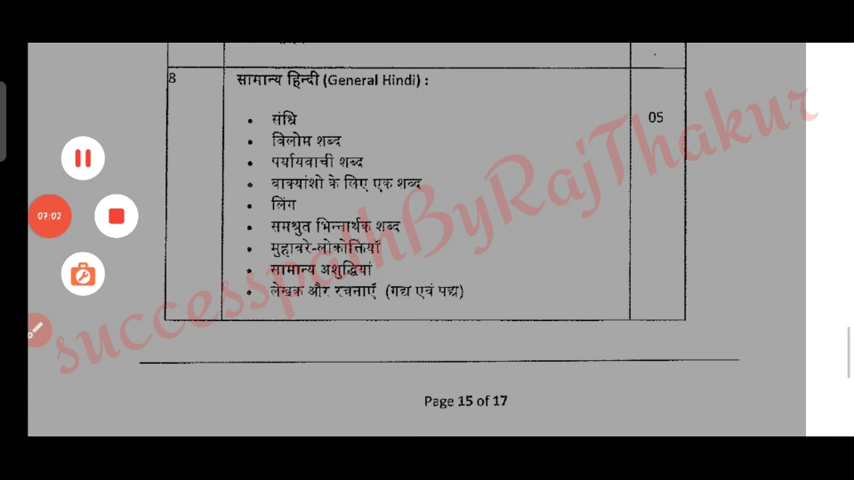 8
सामान्य हिन्दी (General Hindi) :
05
• संधि
• विलोम शब्द
• पर्यायवाची शब्द
• वाक्यांशो के लिए एक शब्द
• लिंग
• समश्रुत भिन्नार्थक शब्द
• मुहावरे-लोकोक्तियाँ
• सामान्य अशुद्धियां
• लेखक और रचनाएँ (गद्य एवं पद्य)
successpathByRajThakur
07:02
Page 15 of 17